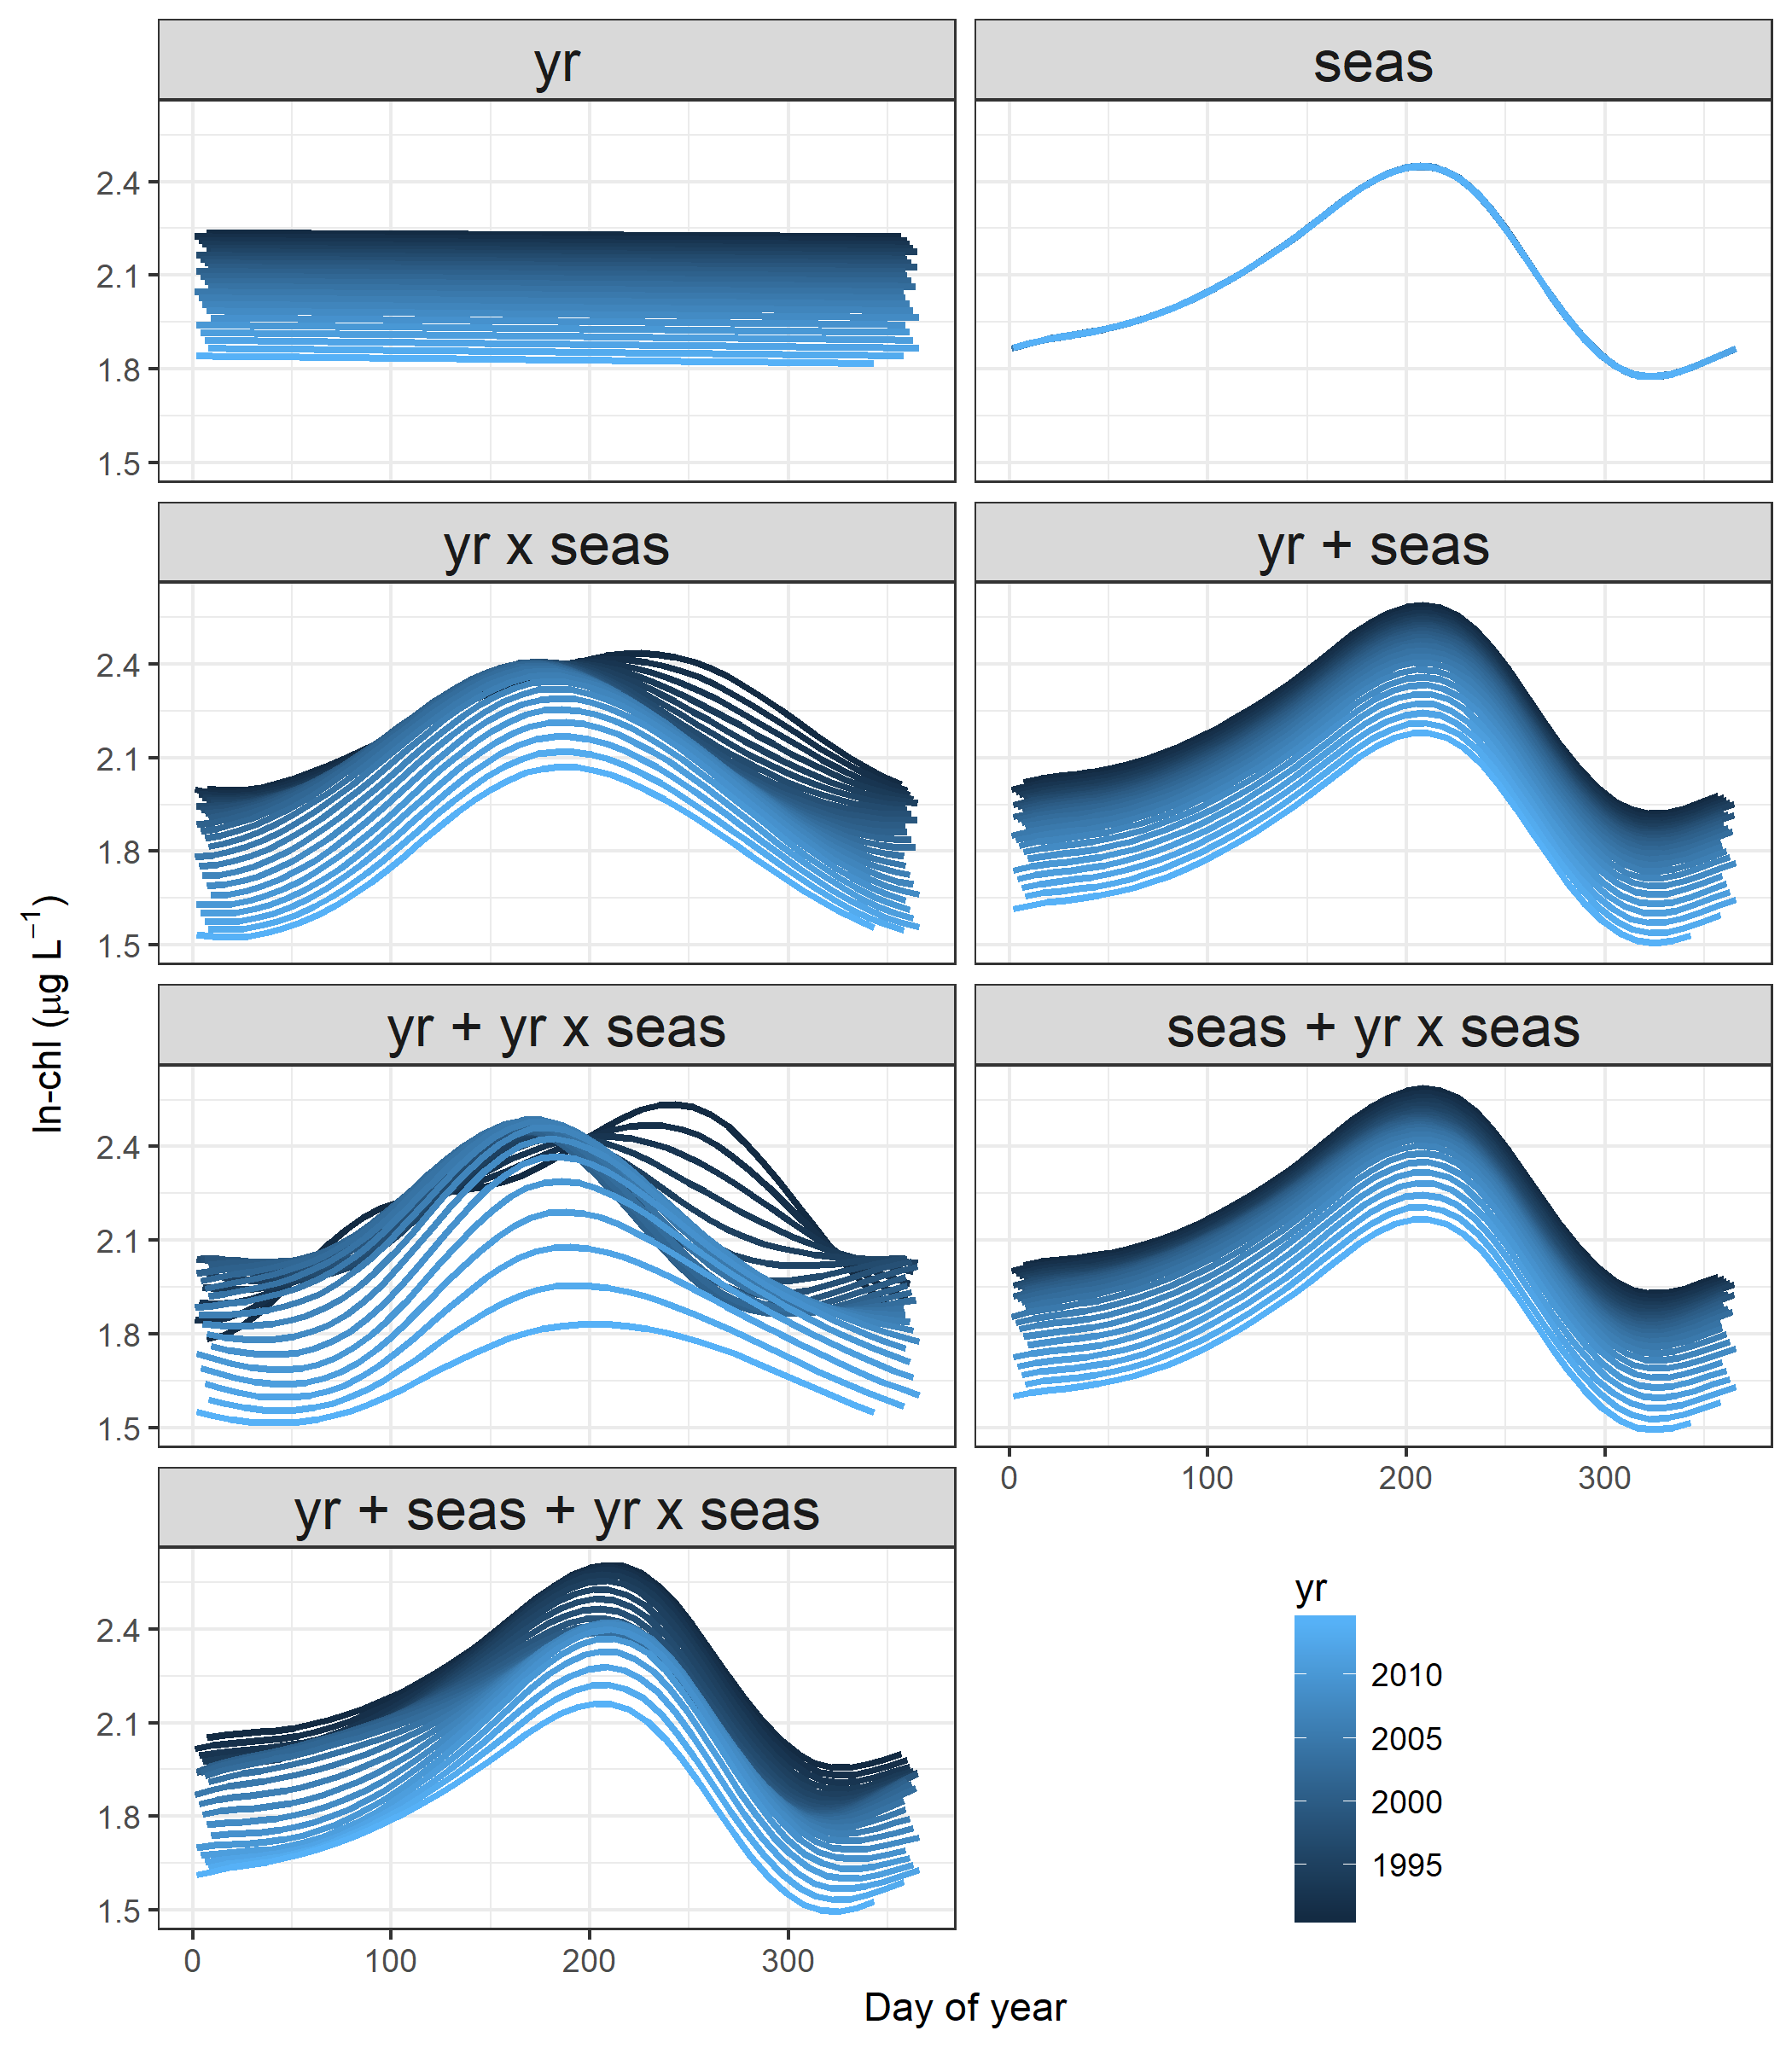 yr
seas
2.4
2.1
1.8
1.5
yr x seas
yr + seas
2.4
2.1
1.8
1.5
yr + yr x seas
seas + yr x seas
2.4
2.1
1.8
1.5
0 100 200 300
yr + seas + yr x seas
2.4
2.1
1.8
1.5
0 100 200 300
yr
2010
2005
2000
1995
ln-chl (μg L⁻¹)
Day of year